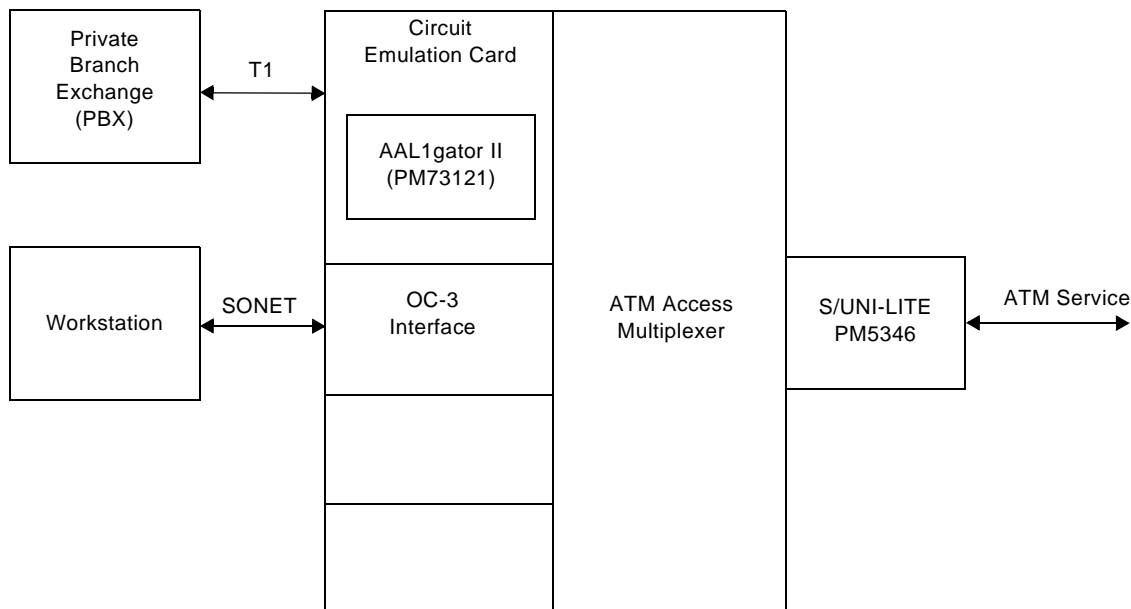 Private
Branch
Exchange
(PBX)
T1
Circuit
Emulation Card
AAL1gator II
(PM73121)
Workstation
SONET
OC-3
Interface
ATM Access
Multiplexer
S/UNI-LITE
PM5346
ATM Service